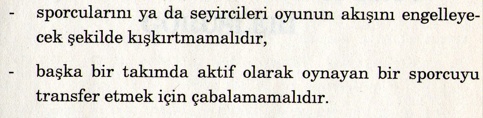 - sporcularını ya da seyircileri oyunun akışını engelleye-
cek şekilde kışkırtmamalıdır,
- başka bir takımda aktif olarak oynayan bir sporcuyu
transfer etmek için çabalamamalıdır.